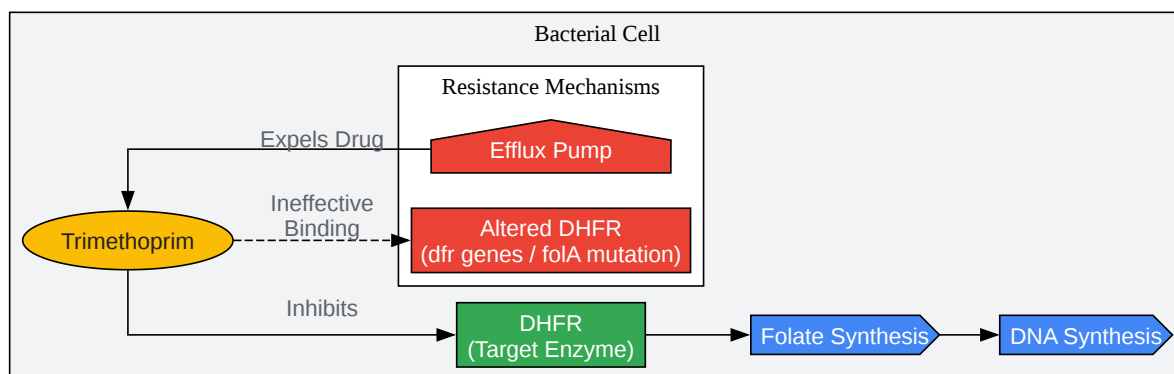 Bacterial Cell
Resistance Mechanisms
Expels Drug
Efflux Pump
Ineffective
Binding
Trimethoprim
Altered DHFR
(dfr genes / folA mutation)
Inhibits
DHFR
(Target Enzyme)
Folate Synthesis
DNA Synthesis